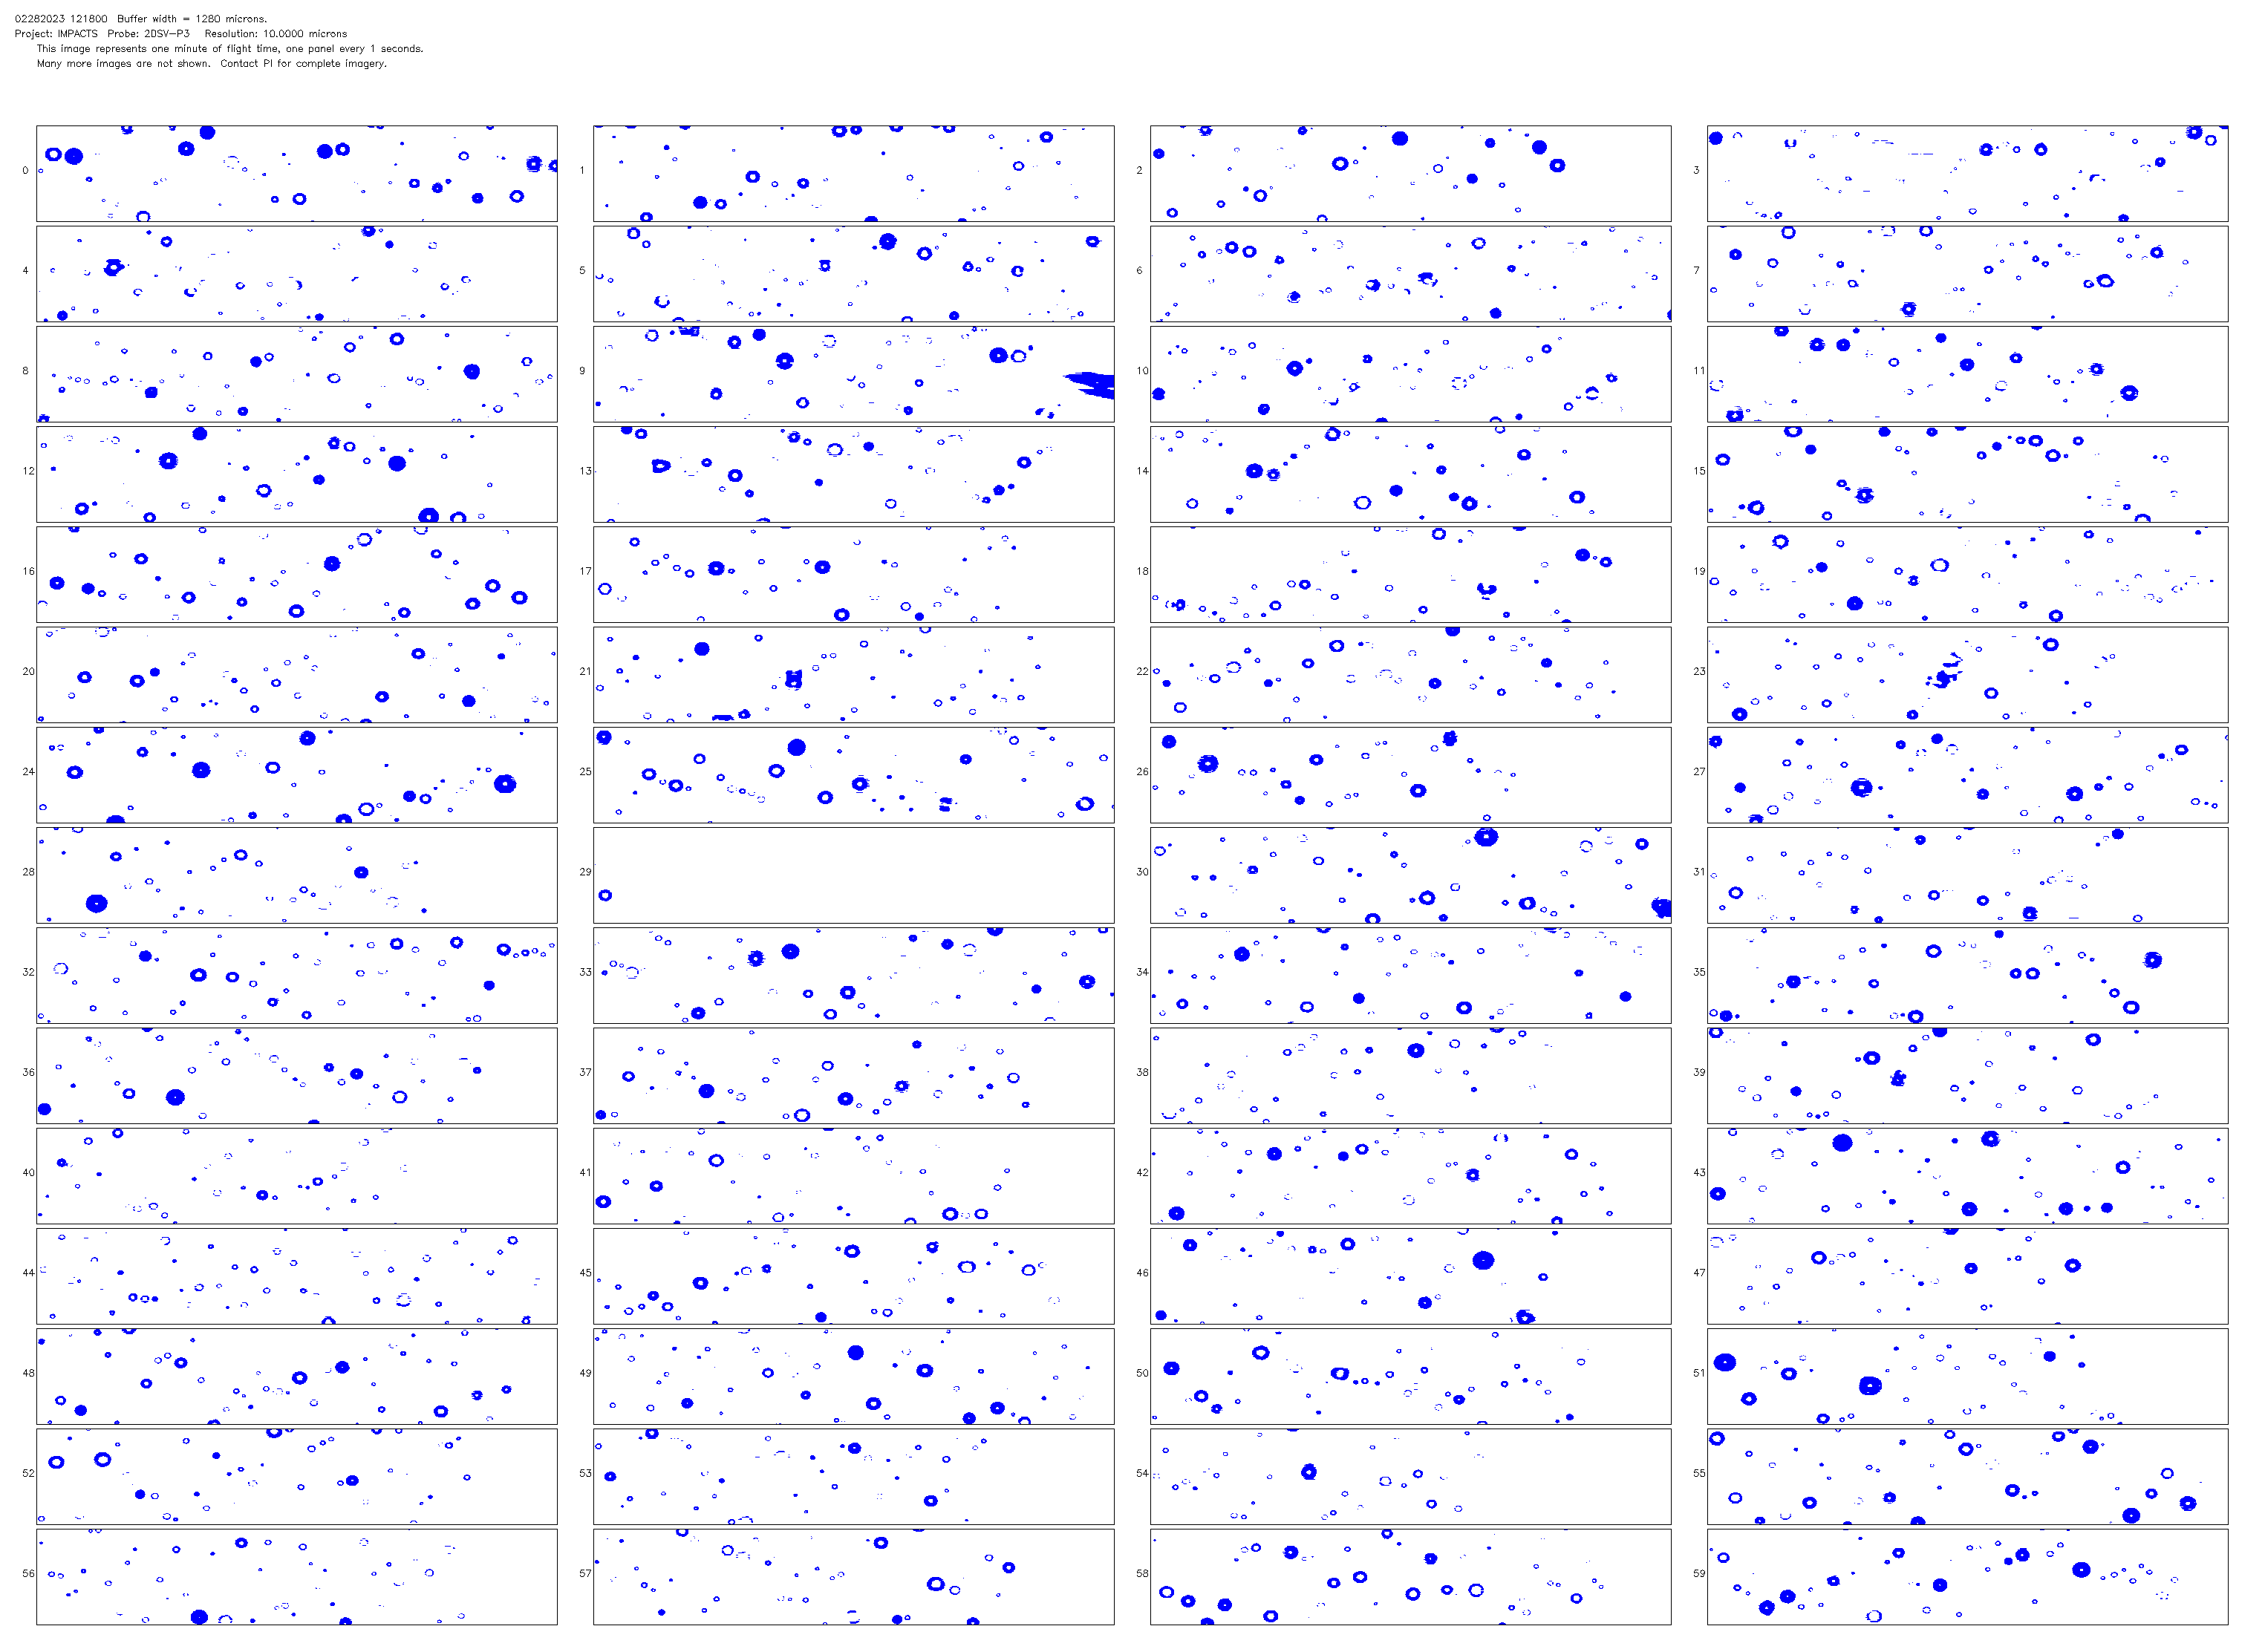 02282023 121800  Buffer width = 1280 microns.
Project: IMPACTS  Probe: 2DSV-P3  Resolution: 10.0000 microns
This image represents one minute of flight time, one panel every 1 seconds.
Many more images are not shown.  Contact PI for complete imagery.
0 1 2 3
4 5 6 7
8 9 10 11
12 13 14 15
16 17 18 19
20 21 22 23
24 25 26 27
28 29 30 31
32 33 34 35
36 37 38 39
40 41 42 43
44 45 46 47
48 49 50 51
52 53 54 55
56 57 58 59